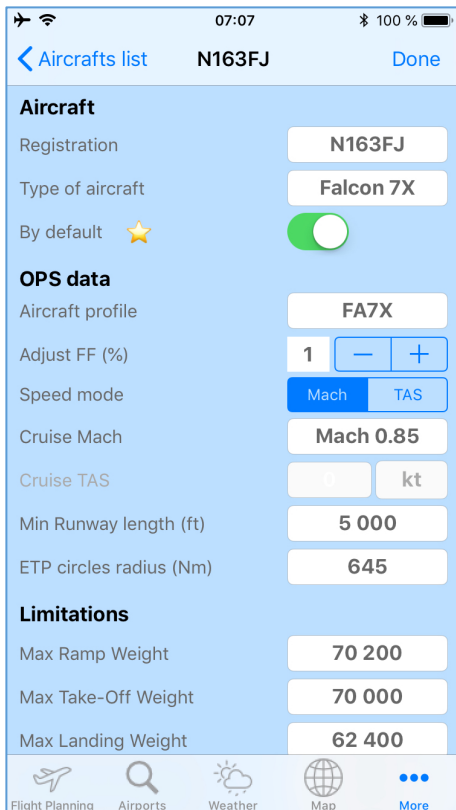 07:07 100 %
Aircrafts list N163FJ Done
Aircraft
Registration N163FJ
Type of aircraft Falcon 7X
By default
OPS data
Aircraft profile FA7X
Adjust FF (%) 1 — +
Speed mode Mach TAS
Cruise Mach Mach 0.85
Cruise TAS 0 kt
Min Runway length (ft) 5 000
ETP circles radius (Nm) 645
Limitations
Max Ramp Weight 70 200
Max Take-Off Weight 70 000
Max Landing Weight 62 400
Flight Planning Airports Weather Map More